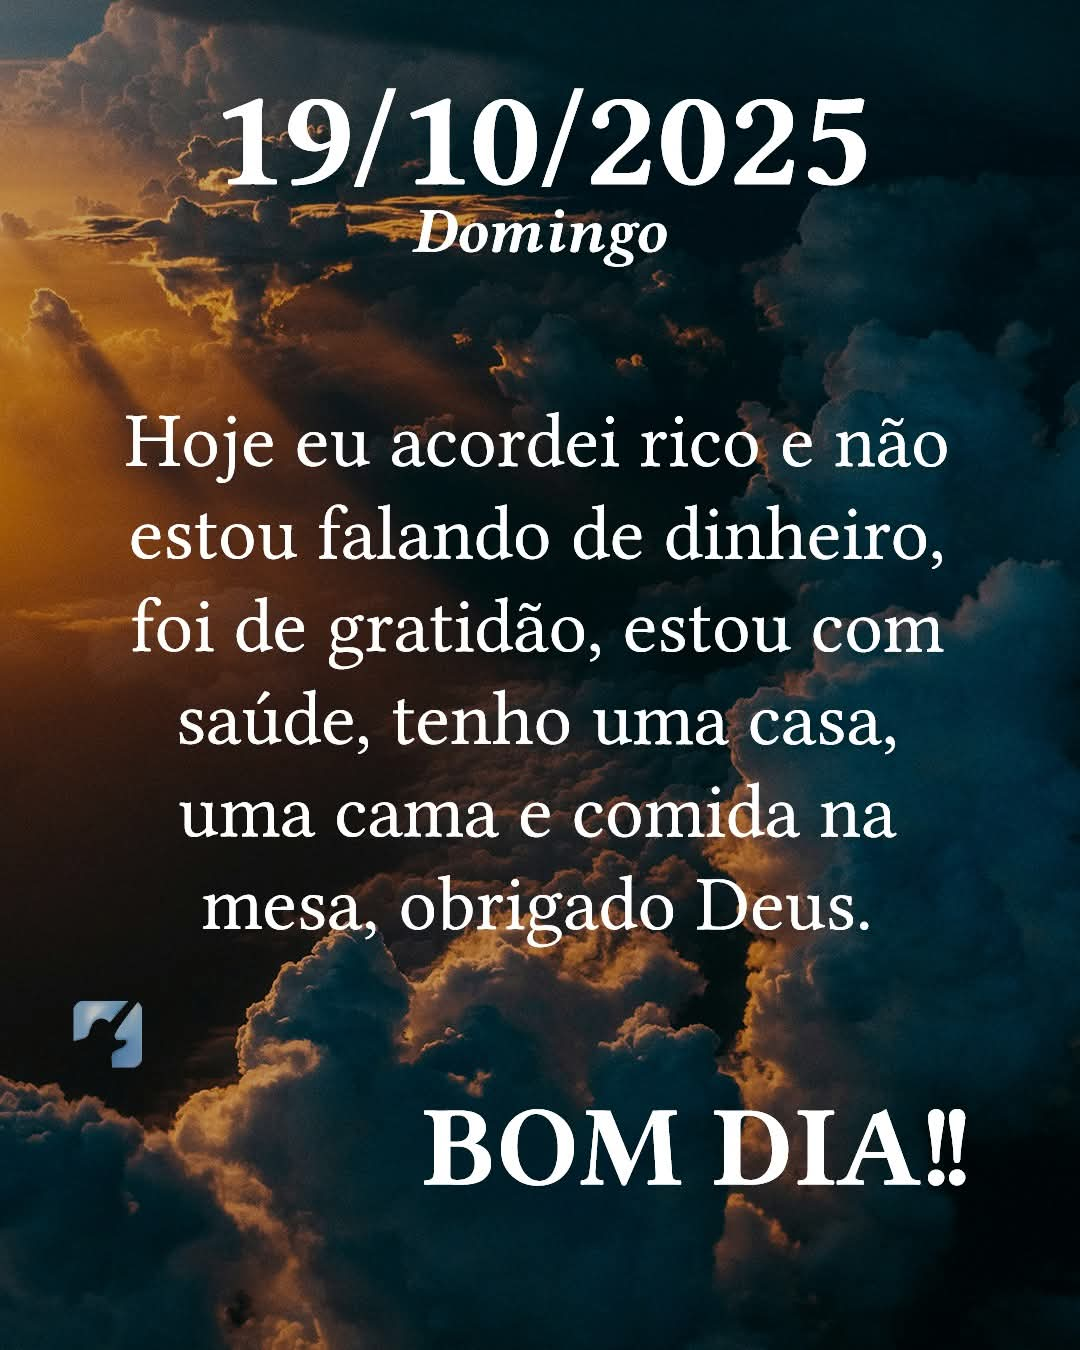 19/10/2025
Domingo
Hoje eu acordei rico e não
estou falando de dinheiro,
foi de gratidão, estou com
saúde, tenho uma casa,
uma cama e comida na
mesa, obrigado Deus.
BOM DIA!!